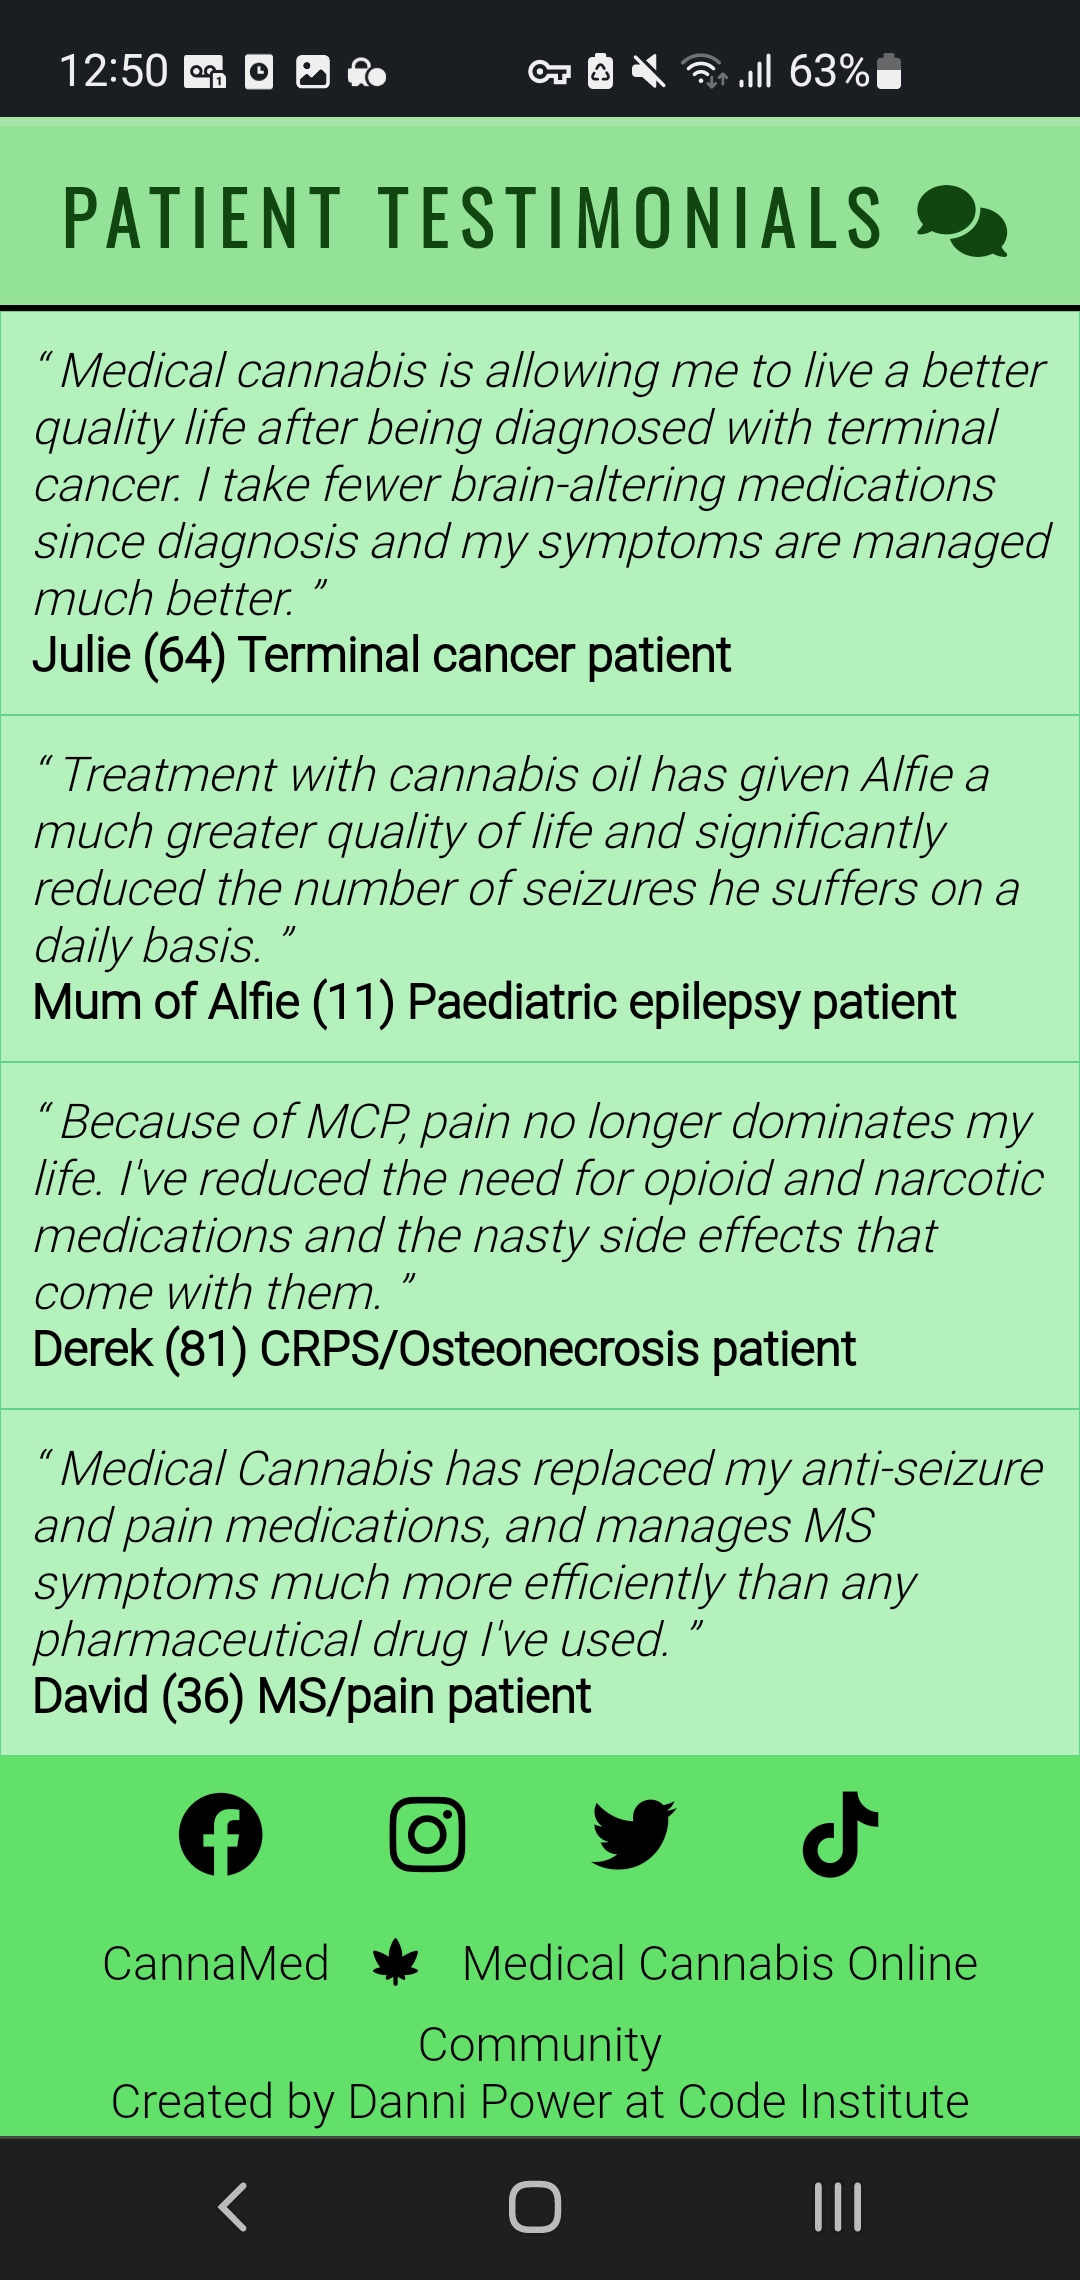 12:50 63%
PATIENT TESTIMONIALS
“ Medical cannabis is allowing me to live a better
quality life after being diagnosed with terminal
cancer. I take fewer brain-altering medications
since diagnosis and my symptoms are managed
much better. ”
Julie (64) Terminal cancer patient
“ Treatment with cannabis oil has given Alfie a
much greater quality of life and significantly
reduced the number of seizures he suffers on a
daily basis. ”
Mum of Alfie (11) Paediatric epilepsy patient
“ Because of MCP, pain no longer dominates my
life. I've reduced the need for opioid and narcotic
medications and the nasty side effects that
come with them. ”
Derek (81) CRPS/Osteonecrosis patient
“ Medical Cannabis has replaced my anti-seizure
and pain medications, and manages MS
symptoms much more efficiently than any
pharmaceutical drug I've used. ”
David (36) MS/pain patient
CannaMed Medical Cannabis Online
Community
Created by Danni Power at Code Institute